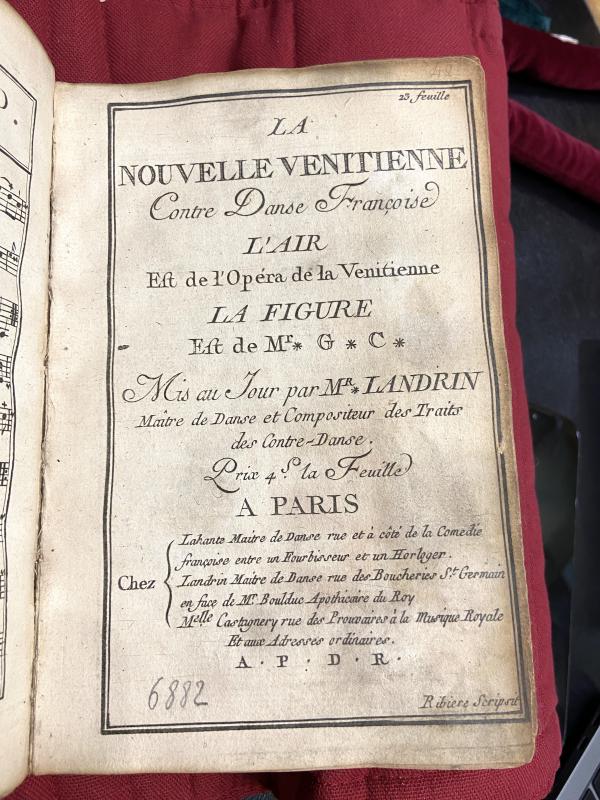 23. feuille
LA
NOUVELLE VENITIENNE
Contre Danse Françoise
L'AIR
Est de l'Opéra de la Venitienne
LA FIGURE
Est de Mr* G * C *
Mis au Jour par MR* LANDRIN
Maître de Danse et Compositeur des Traits
des Contre-Danse.
Prix 4 s. la Feuille
A PARIS
Chez
Lahante Maitre de Danse rue et à côté de la Comedie
françoise entre un Fourbisseur et un Horloger.
Landrin Maitre de Danse rue des Boucheries St. Germain
en face de Mr. Boulduc Apothicaire du Roy
Melle Castagnery rue des Prouvaires à la Musique Royale
Et aux Adresses ordinaires.
A. P. D. R.
6882
Ribiere Scripsit